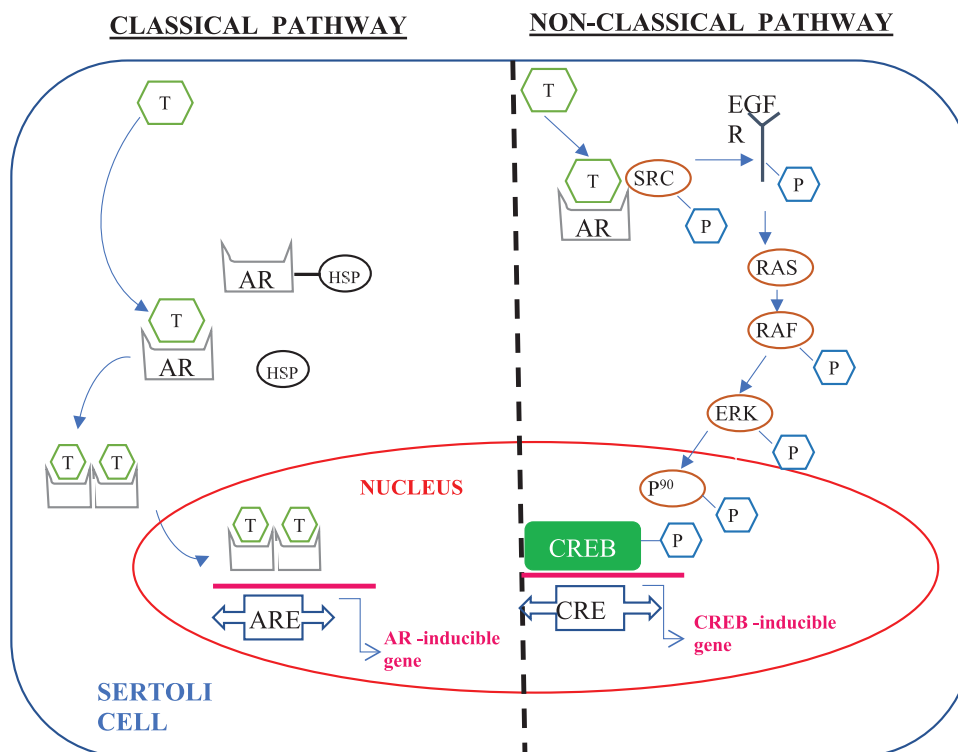 CLASSICAL PATHWAY
T
AR
HSP
T
AR
HSP
T T
NUCLEUS
T T
ARE
AR -inducible
gene
SERTOLI
CELL
NON-CLASSICAL PATHWAY
T
EGF
R
T
SRC
P
AR
P
RAS
RAF
P
ERK
P
P⁹⁰
P
CREB
P
CRE
CREB -inducible
gene